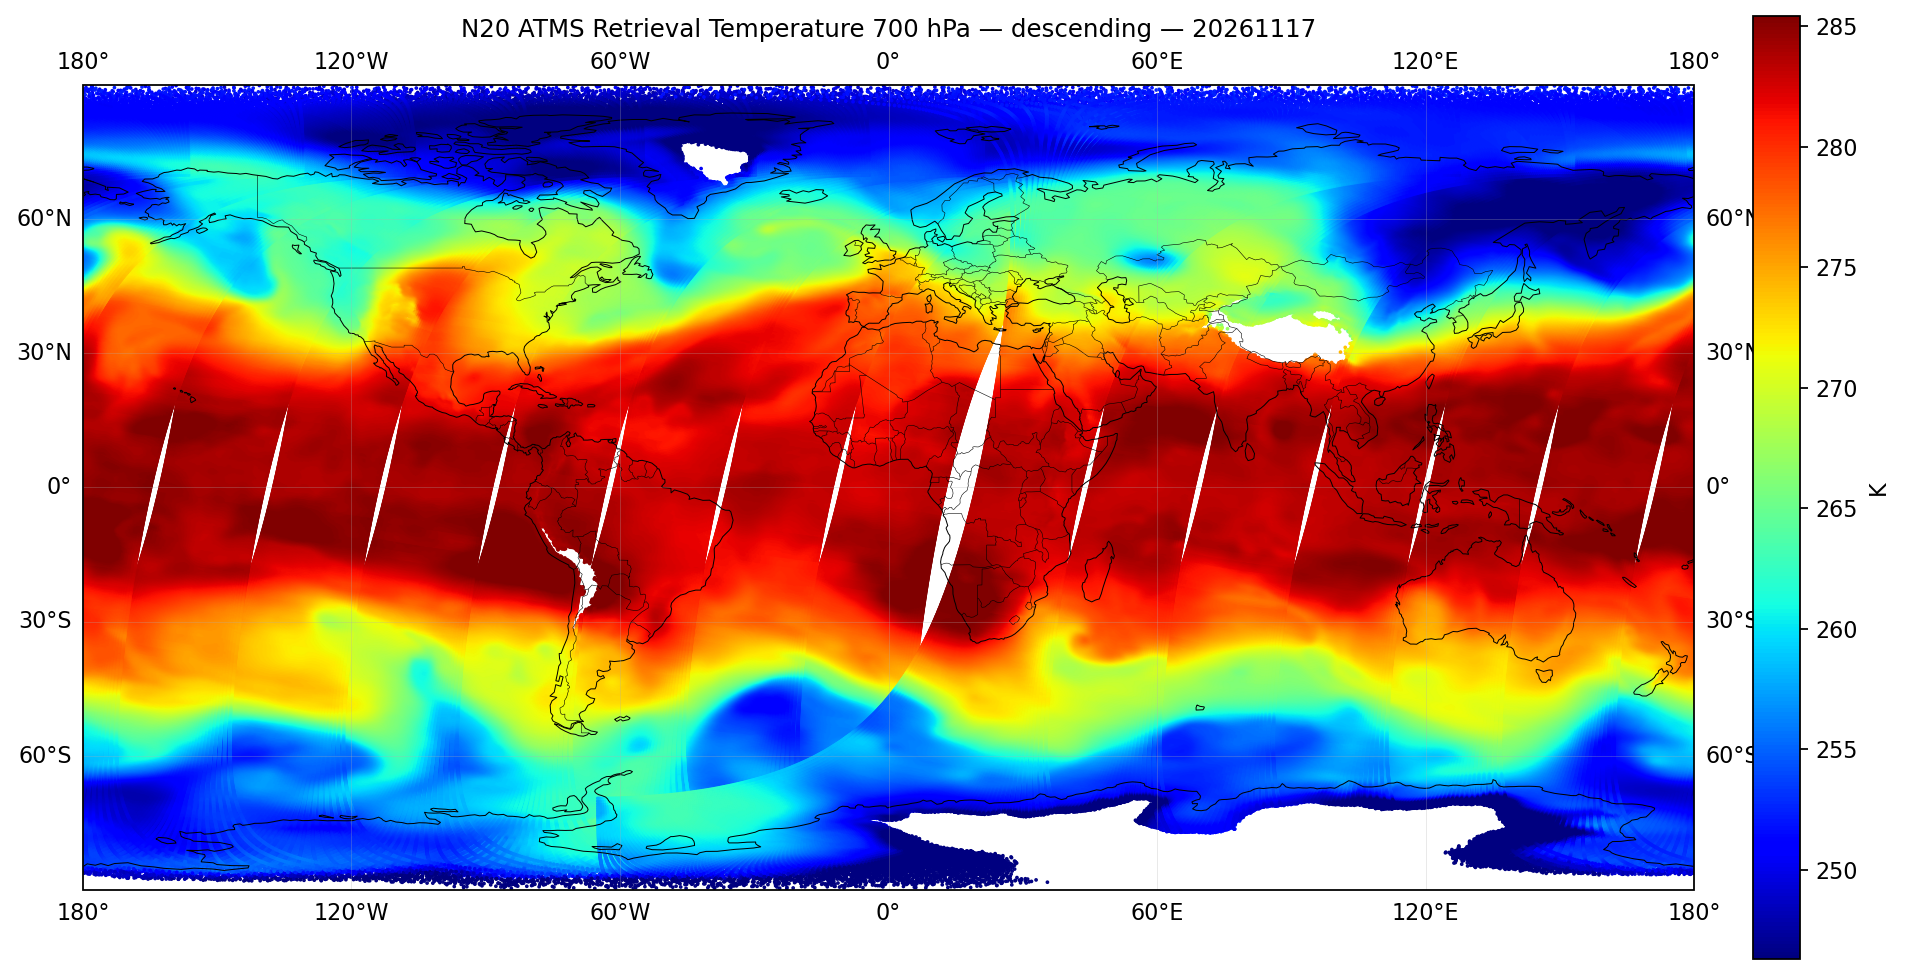 N20 ATMS Retrieval Temperature 700 hPa — descending — 20261117
180° 120°W 60°W 0° 60°E 120°E 180°
285
280
60°N 60°N
275
30°N 30°N
270
0° 0° K
265
30°S 30°S
260
60°S 60°S
255
250
180° 120°W 60°W 0° 60°E 120°E 180°